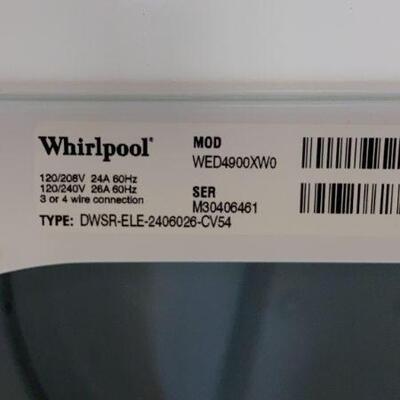 Whirlpool®
120/208V 24A 60Hz
120/240V 26A 60Hz
3 or 4 wire connection
MOD
WED4900XW0
SER
M30406461
TYPE: DWSR-ELE-2406026-CV54